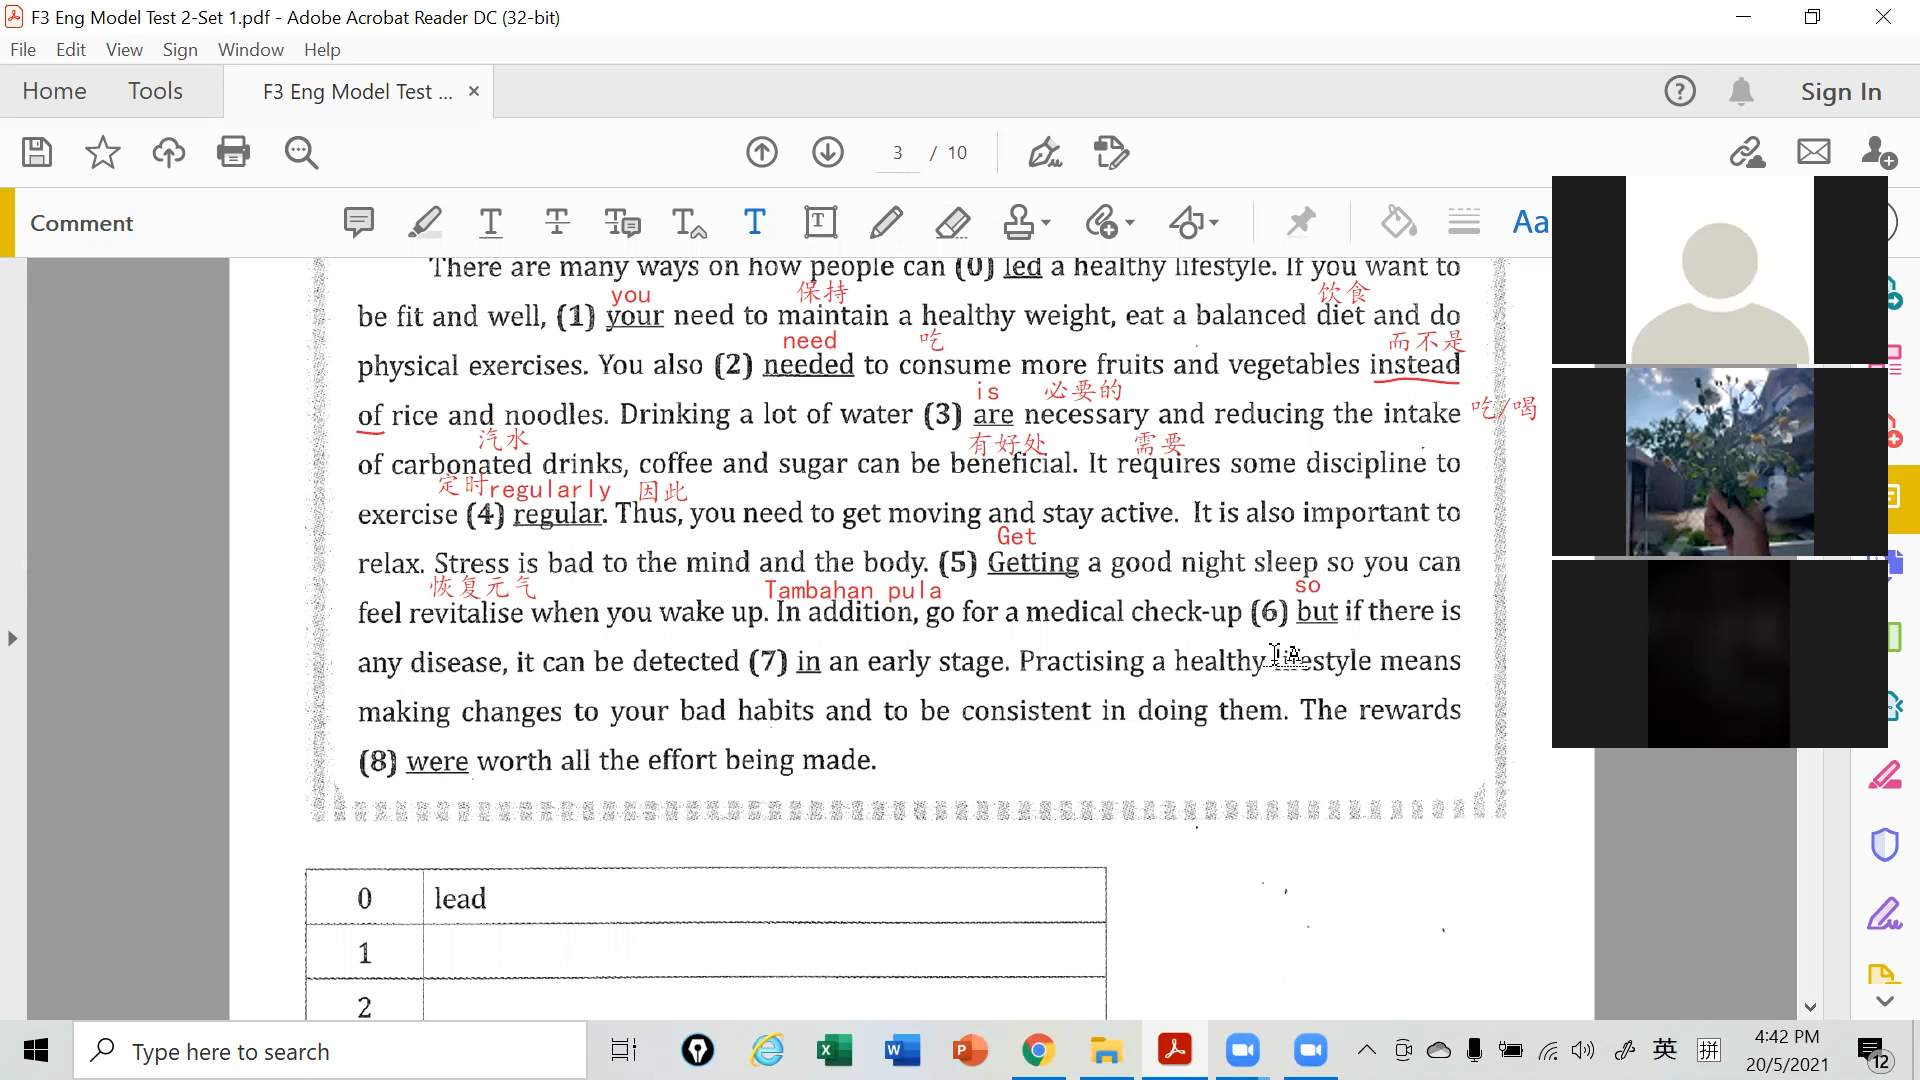 F3 Eng Model Test 2-Set 1.pdf - Adobe Acrobat Reader DC (32-bit)
File Edit View Sign Window Help
Home Tools F3 Eng Model Test ... × Sign In
3 / 10
Comment
Aa
There are many ways on how people can (0) led a healthy lifestyle. If you want to
you 保持 饮食
be fit and well, (1) your need to maintain a healthy weight, eat a balanced diet and do
need 吃 而不是
physical exercises. You also (2) needed to consume more fruits and vegetables instead
is 必要的
of rice and noodles. Drinking a lot of water (3) are necessary and reducing the intake 吃/喝
汽水 有好处 需要
of carbonated drinks, coffee and sugar can be beneficial. It requires some discipline to
定时regularly 因此
exercise (4) regular. Thus, you need to get moving and stay active. It is also important to
Get
relax. Stress is bad to the mind and the body. (5) Getting a good night sleep so you can
恢复元气 Tambahan pula so
feel revitalise when you wake up. In addition, go for a medical check-up (6) but if there is
any disease, it can be detected (7) in an early stage. Practising a healthy lifestyle means
making changes to your bad habits and to be consistent in doing them. The rewards
(8) were worth all the effort being made.
0 lead
1
2
Type here to search
英 拼
4:42 PM
20/5/2021
12